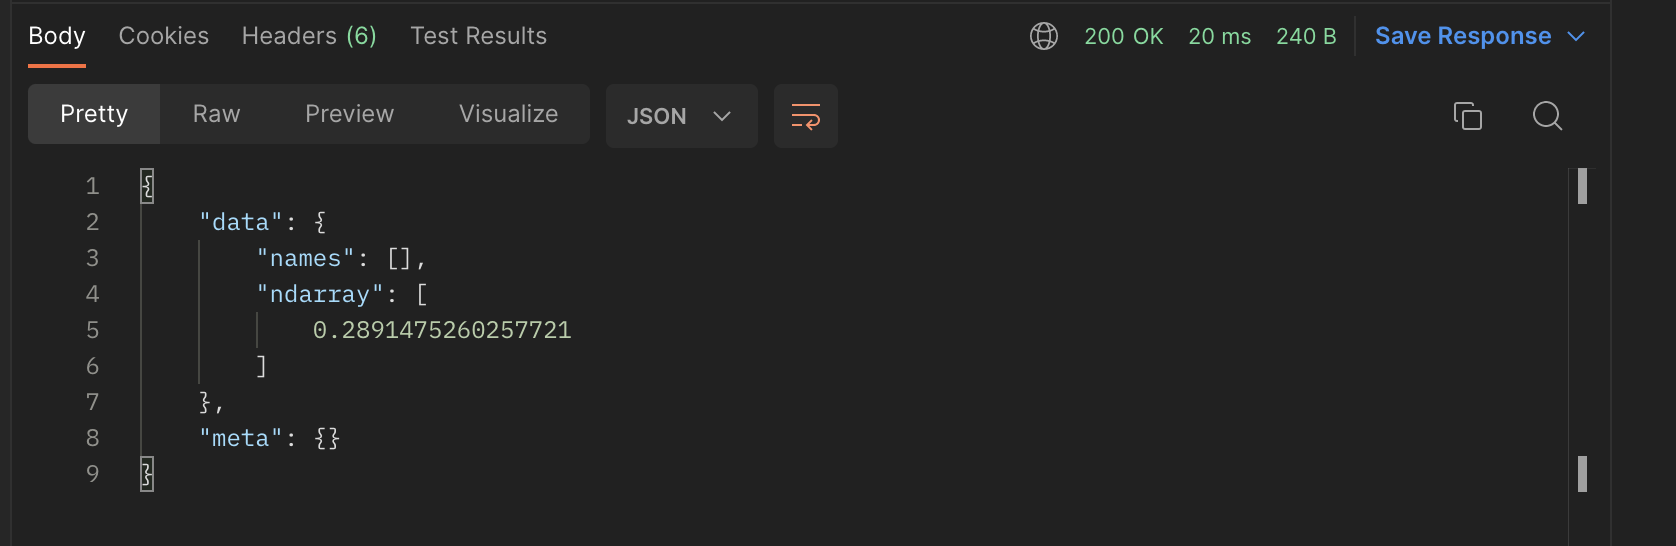 Body Cookies Headers (6) Test Results 200 OK 20 ms 240 B Save Response
Pretty Raw Preview Visualize JSON
1 {
2 "data": {
3 "names": [],
4 "ndarray": [
5 0.2891475260257721
6 ]
7 },
8 "meta": {}
9 }